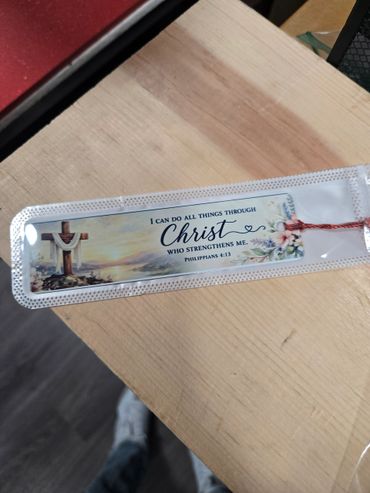 I CAN DO ALL THINGS THROUGH
Christ
WHO STRENGTHENS ME.
PHILIPPIANS 4:13